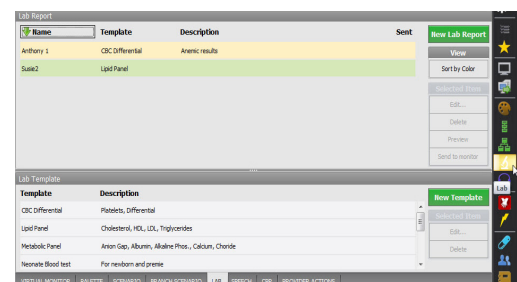 Lab Report
Name Template Description Sent
New Lab Report
Anthony 1 CBC Differential Anemic results
View
Susie2 Lipid Panel
Sort by Color
Selected Item
Edit...
Delete
Preview
Send to monitor
Lab Template
Lab
Template Description
New Template
CBC Differential Platelets, Differential
Selected Item
Lipid Panel Cholesterol, HDL, LDL, Triglycerides
Edit...
Metabolic Panel Anion Gap, Albumin, Alkaline Phos., Calcium, Choride
Delete
Neonate Blood test For newborn and premie
VIRTUAL MONITOR PALETTE SCENARIO BRANCH SCENARIO LAB SPEECH CPR PROVIDER ACTIONS